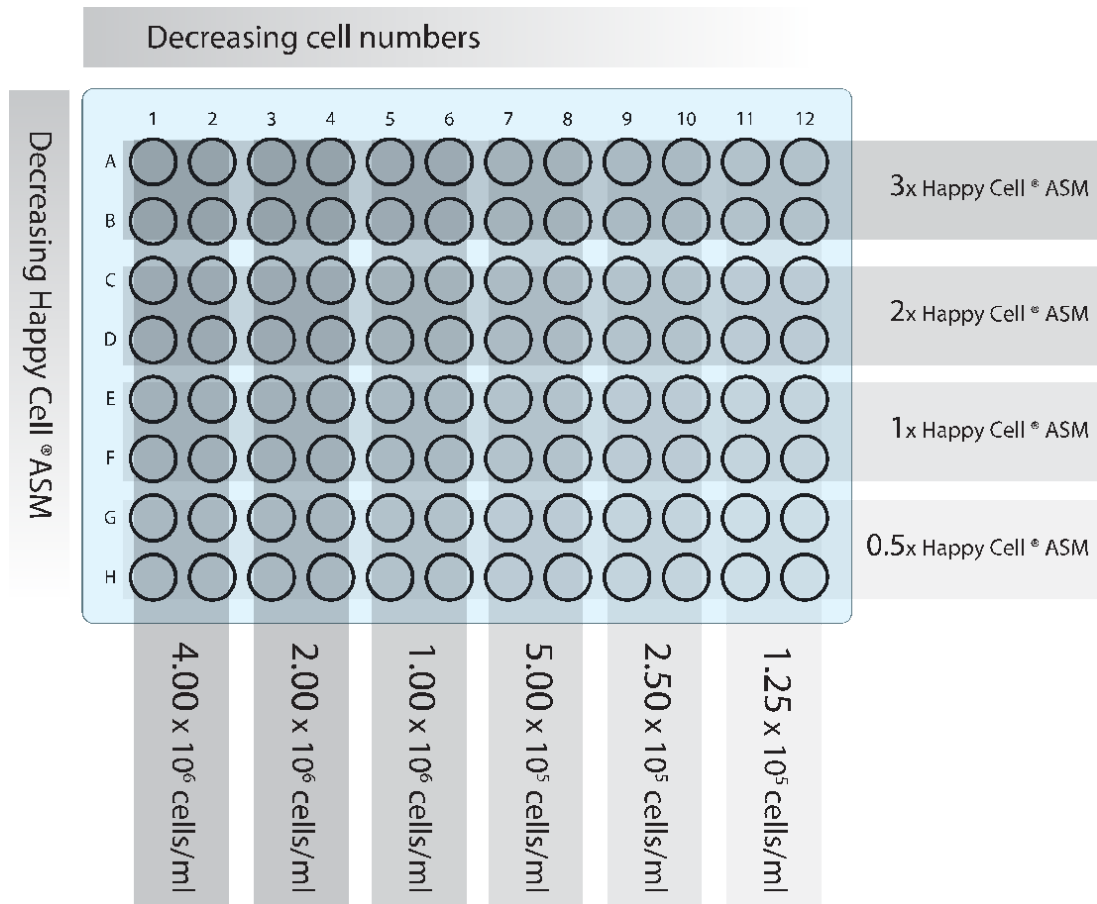 Decreasing cell numbers
Decreasing Happy Cell ® ASM
1 2 3 4 5 6 7 8 9 10 11 12
A
B
C
D
E
F
G
H
3x Happy Cell ® ASM
2x Happy Cell ® ASM
1x Happy Cell ® ASM
0.5x Happy Cell ® ASM
4.00 x 10⁶ cells/ml
2.00 x 10⁶ cells/ml
1.00 x 10⁶ cells/ml
5.00 x 10⁵ cells/ml
2.50 x 10⁵ cells/ml
1.25 x 10⁵ cells/ml